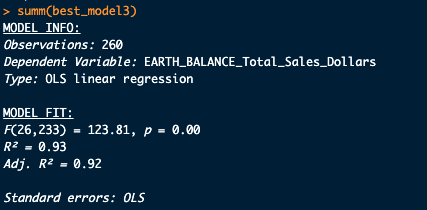 > summ(best_model3)
MODEL INFO:
Observations: 260
Dependent Variable: EARTH_BALANCE_Total_Sales_Dollars
Type: OLS linear regression
MODEL FIT:
F(26,233) = 123.81, p = 0.00
R² = 0.93
Adj. R² = 0.92
Standard errors: OLS